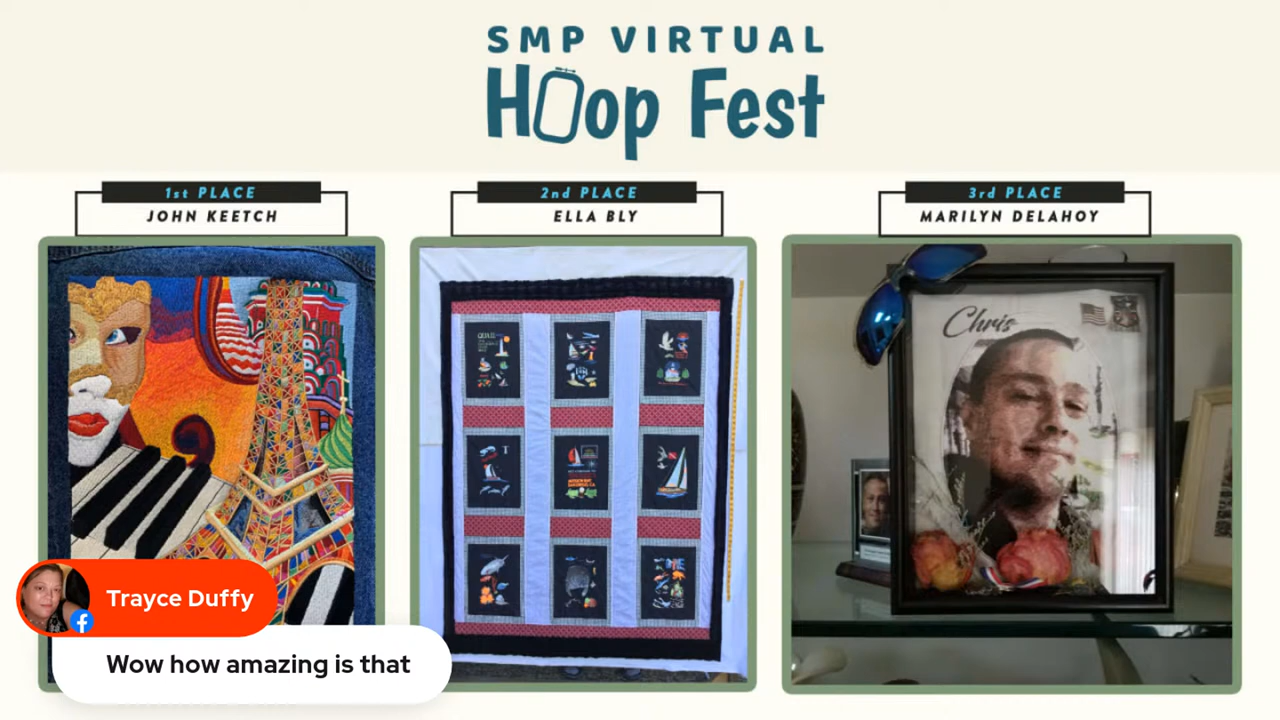 SMP VIRTUAL
Hoop Fest
1st PLACE
JOHN KEETCH
2nd PLACE
ELLA BLY
3rd PLACE
MARILYN DELAHOY
Chris
Trayce Duffy
Wow how amazing is that